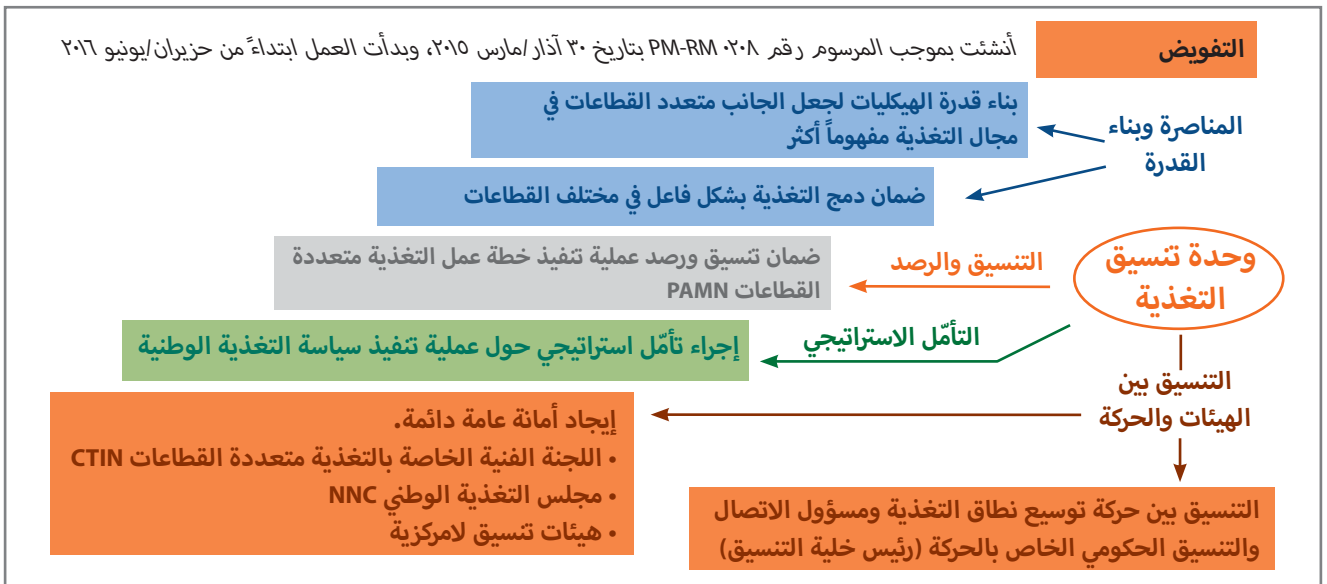 التفويض
أنشئت بموجب المرسوم رقم ٠٢٠٨ PM-RM بتاريخ ٣٠ آذار/مارس ٢٠١٥، وبدأت العمل ابتداءً من حزيران/يونيو ٢٠١٦
المناصرة وبناء
القدرة
بناء قدرة الهيكليات لجعل الجانب متعدد القطاعات في
مجال التغذية مفهوماً أكثر
ضمان دمج التغذية بشكل فاعل في مختلف القطاعات
وحدة تنسيق
التغذية
التنسيق والرصد
ضمان تنسيق ورصد عملية تنفيذ خطة عمل التغذية متعددة
القطاعات PAMN
التأمّل الاستراتيجي
إجراء تأمّل استراتيجي حول عملية تنفيذ سياسة التغذية الوطنية
التنسيق بين
الهيئات والحركة
إيجاد أمانة عامة دائمة.
• اللجنة الفنية الخاصة بالتغذية متعددة القطاعات CTIN
• مجلس التغذية الوطني NNC
• هيئات تنسيق لامركزية
التنسيق بين حركة توسيع نطاق التغذية ومسؤول الاتصال
والتنسيق الحكومي الخاص بالحركة (رئيس خلية التنسيق)